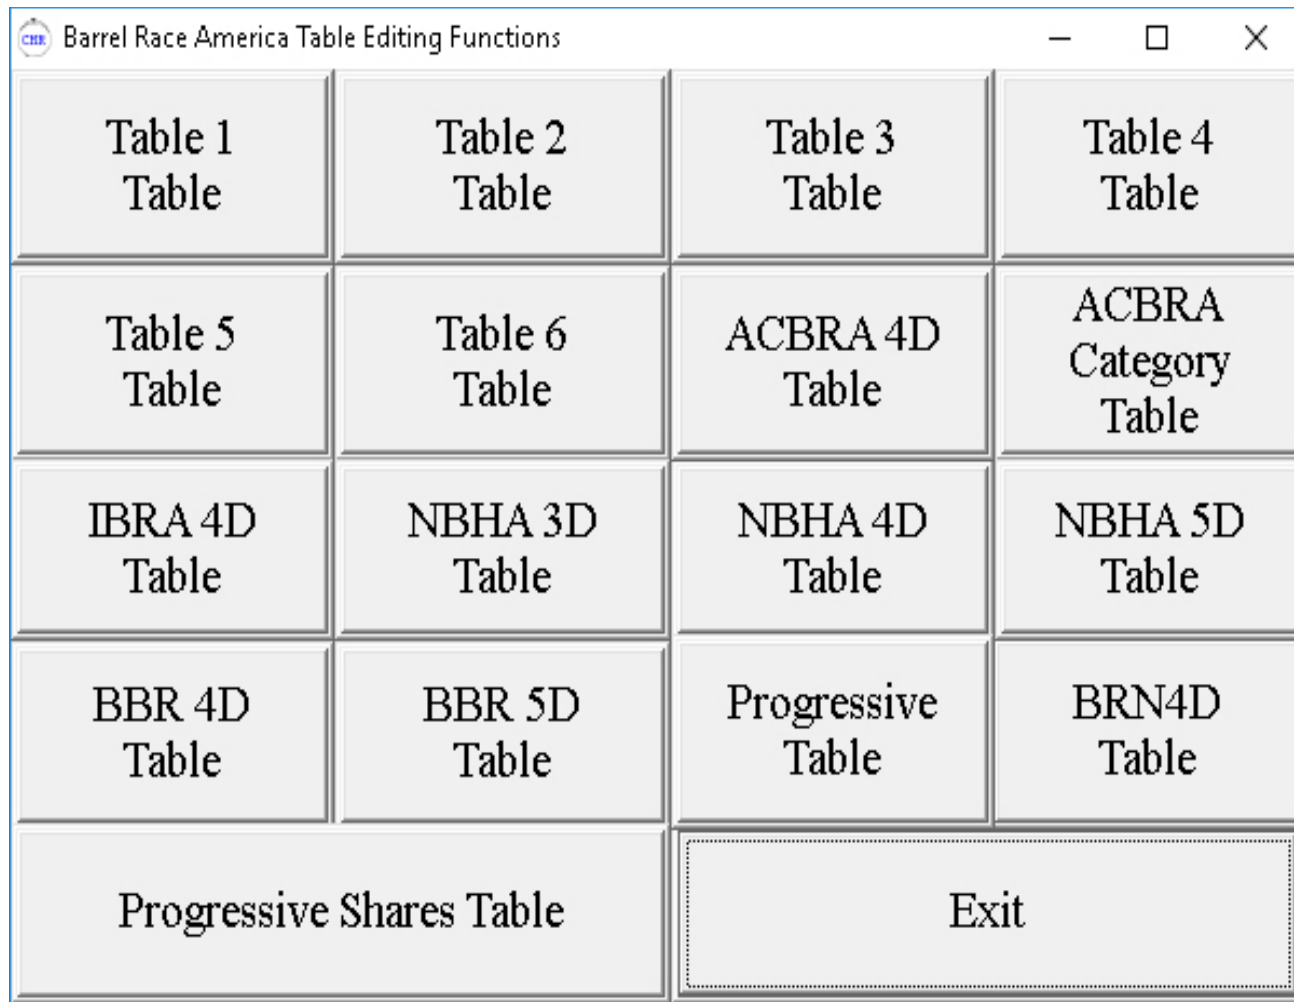 CHR Barrel Race America Table Editing Functions
Table 1
Table
Table 2
Table
Table 3
Table
Table 4
Table
Table 5
Table
Table 6
Table
ACBRA 4D
Table
ACBRA
Category
Table
IBRA 4D
Table
NBHA 3D
Table
NBHA 4D
Table
NBHA 5D
Table
BBR 4D
Table
BBR 5D
Table
Progressive
Table
BRN4D
Table
Progressive Shares Table
Exit